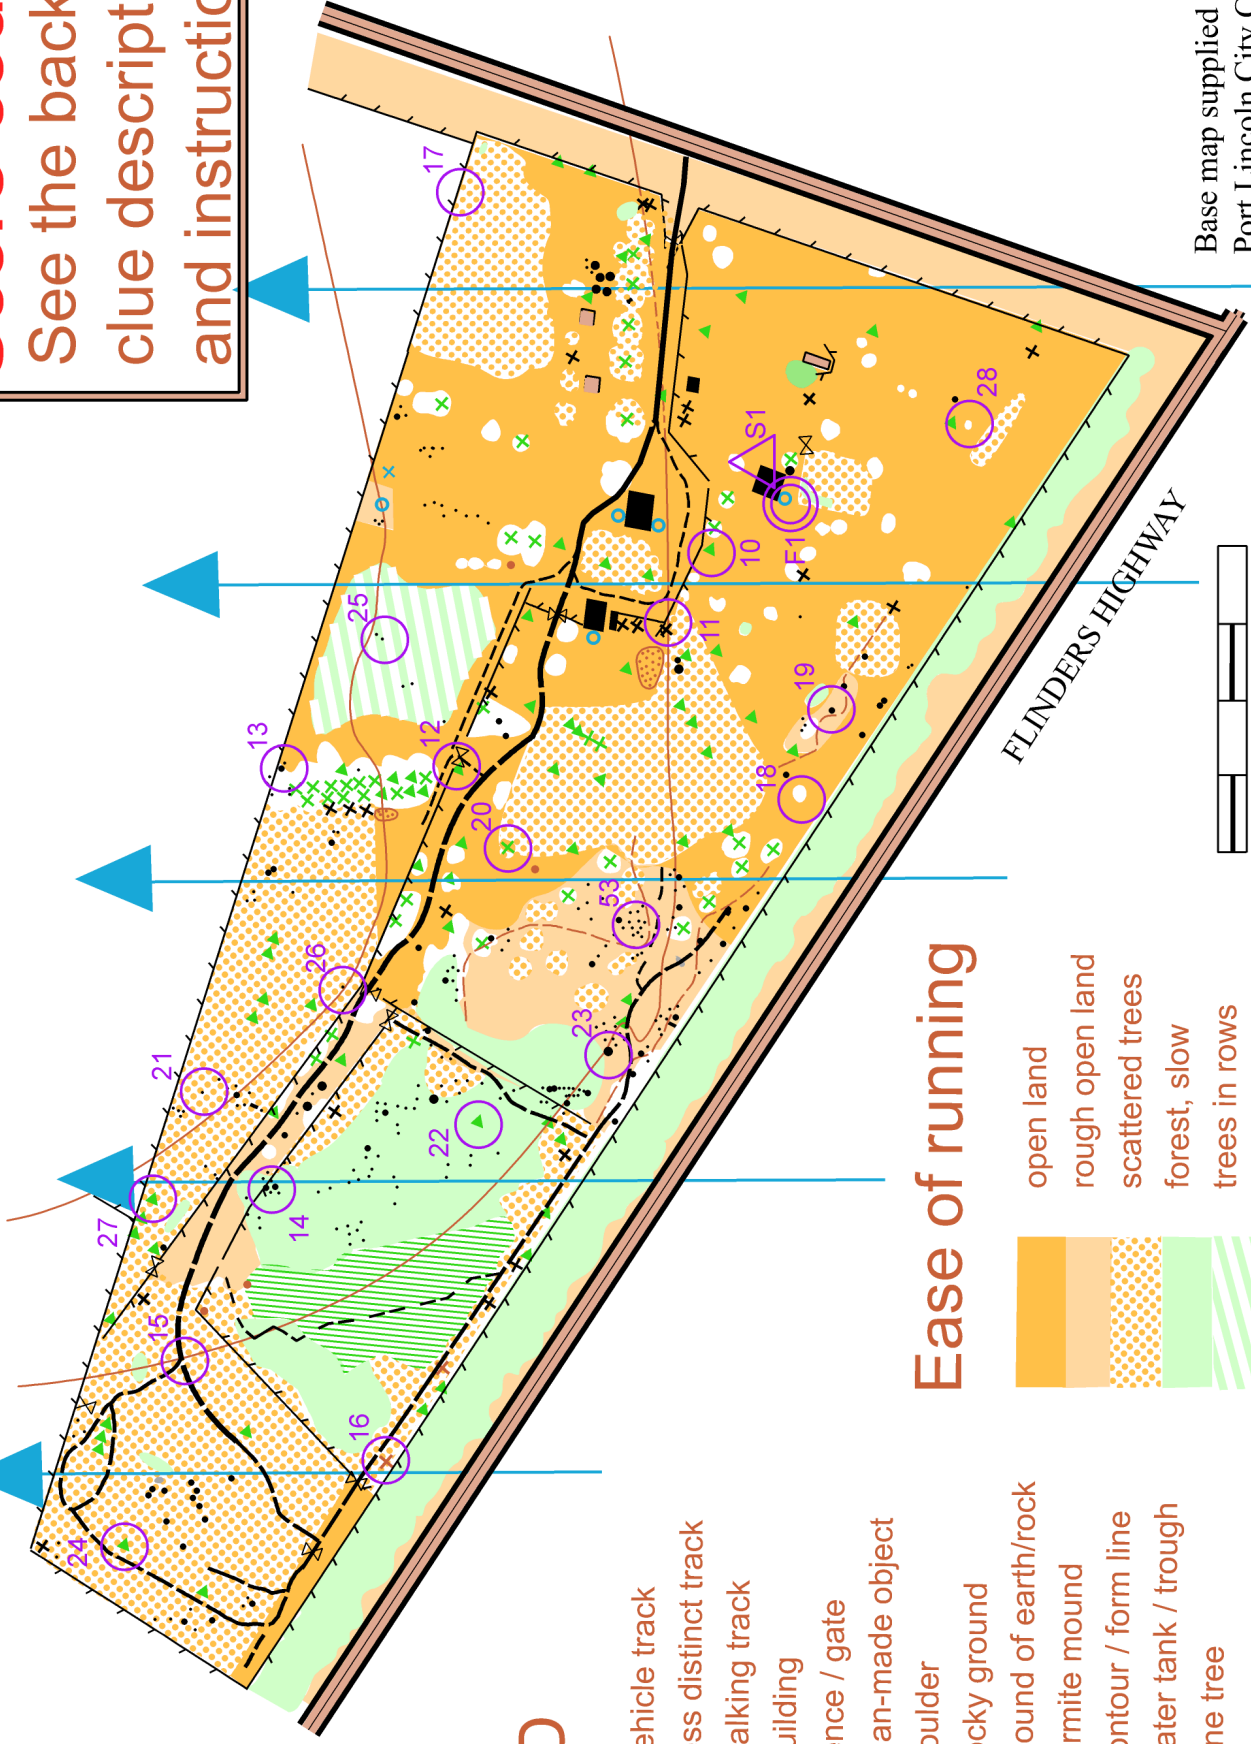 See the back
clue descript
and instructio
Base map supplied
Port Lincoln City C
17
28
S1
F1
10
11
25
13
12
19
18
20
53
26
23
21
22
27
14
15
16
24
FLINDERS HIGHWAY
Ease of running
open land
rough open land
scattered trees
forest, slow
trees in rows
ehicle track
ss distinct track
alking track
uilding
ence / gate
an-made object
oulder
ocky ground
ound of earth/rock
rmite mound
ontour / form line
ater tank / trough
ne tree